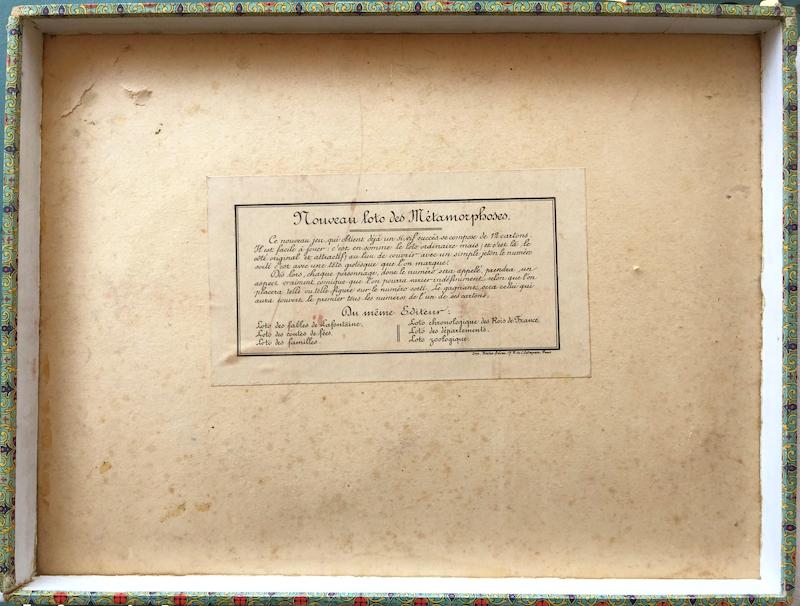 Nouveau loto des Métamorphoses.
Ce nouveau jeu, qui obtient déjà un si vif succès se compose de 12 cartons.
Il est facile à jouer: c'est en somme le loto ordinaire mais, et c'est là le
côté original et attractif, au lieu de couvrir avec un simple jeton le numéro
sorti c'est avec une tête grotesque que l'on marque!
Dès lors, chaque personnage, dont le numéro sera appelé, prendra un
aspect vraiment comique que l'on pourra varier indéfiniment, selon que l'on
placera telle ou telle figure sur le numéro sorti. Le gagnant sera celui qui
aura couvert le premier tous les numéros de l'un de ses cartons.
Du même Editeur:
Loto des fables de Lafontaine.
Loto des contes de fées.
Loto des familles.
Loto chronologique des Rois de France.
Loto des départements.
Loto zoologique.